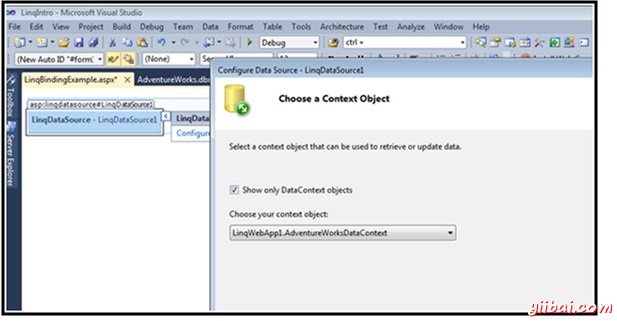 LinqIntro - Microsoft Visual Studio
File Edit View Project Build Debug Team Data Format Table Tools Architecture Test Analyze Window Help
Debug ctrl
(New Auto ID "#form: (None)
LinqBindingExample.aspx* × AdventureWorks.db
Configure Data Source - LinqDataSource1
Toolbox
Server Explorer
asp:linqdatasource#LinqDataSource1
LinqDataSource - LinqDataSource1
LinqData
Configure
Choose a Context Object
Select a context object that can be used to retrieve or update data.
Show only DataContext objects
Choose your context object:
LinqWebApp1.AdventureWorksDataContext
yiibai.com